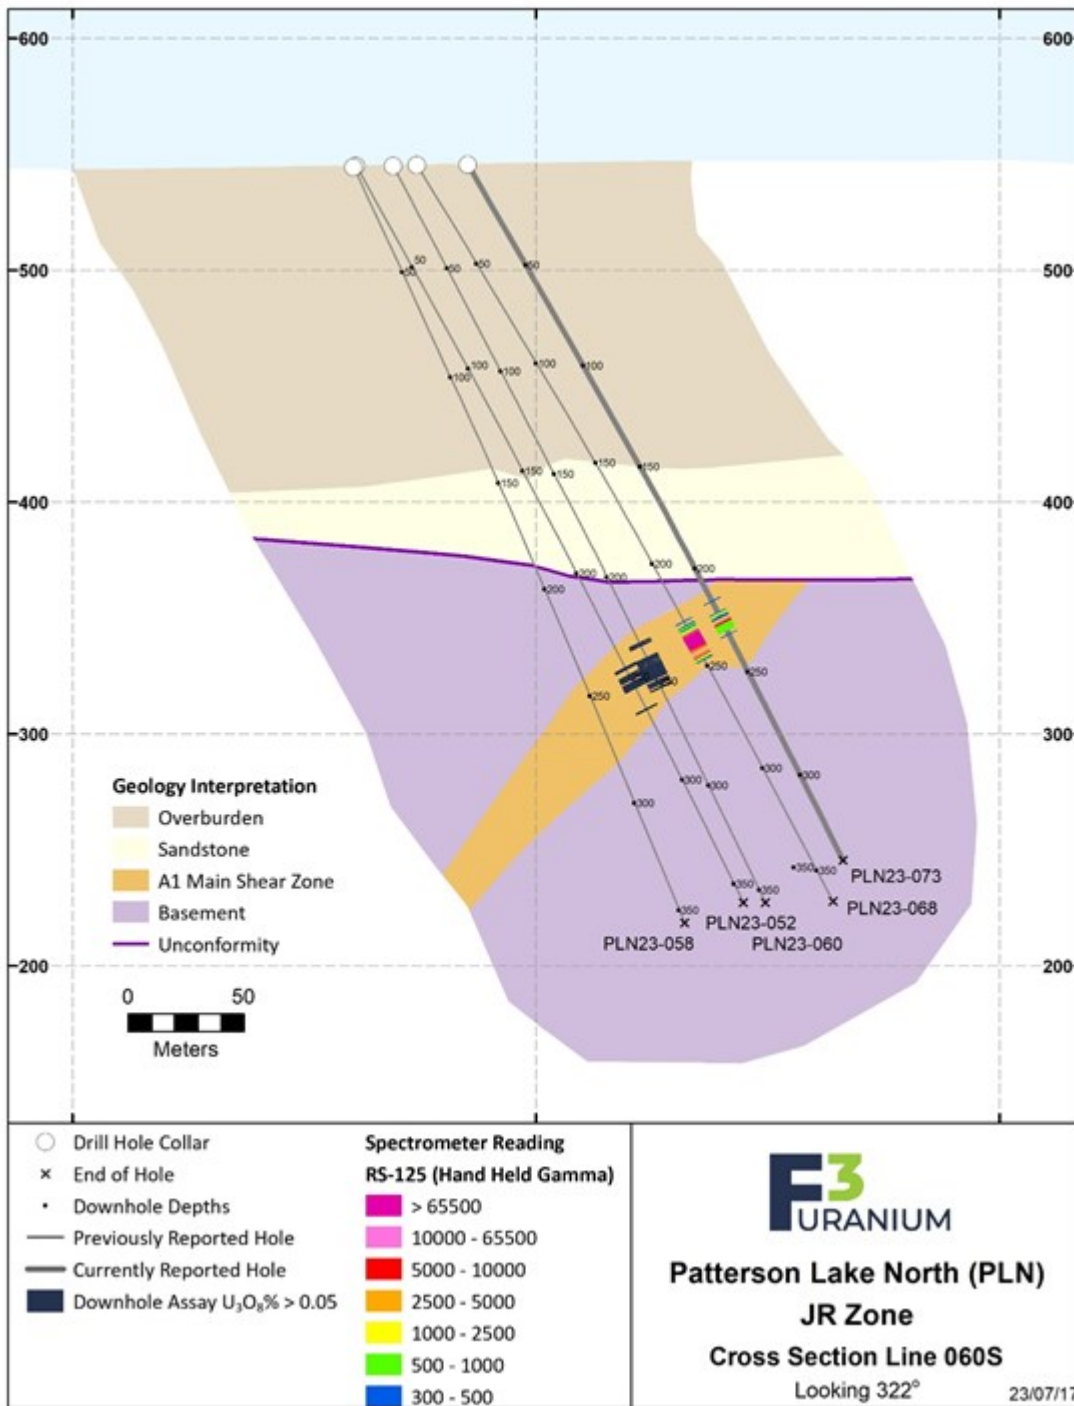 600
600
50
50
50
50
50
500
500
100
100
100
100
100
150
150
150
150
150
400
400
200
200
200
200
200
250
250
250
300
300
Geology Interpretation
Overburden
Sandstone
A1 Main Shear Zone
Basement
Unconformity
300
300
300
300
300
350
350
350
350
350
PLN23-073
PLN23-068
PLN23-052
PLN23-058
PLN23-060
200
200
0 50
Meters
Drill Hole Collar
End of Hole
Downhole Depths
Previously Reported Hole
Currently Reported Hole
Downhole Assay U₃O₈% > 0.05
Spectrometer Reading
RS-125 (Hand Held Gamma)
> 65500
10000 - 65500
5000 - 10000
2500 - 5000
1000 - 2500
500 - 1000
300 - 500
F3
URANIUM
Patterson Lake North (PLN)
JR Zone
Cross Section Line 060S
Looking 322°
23/07/17